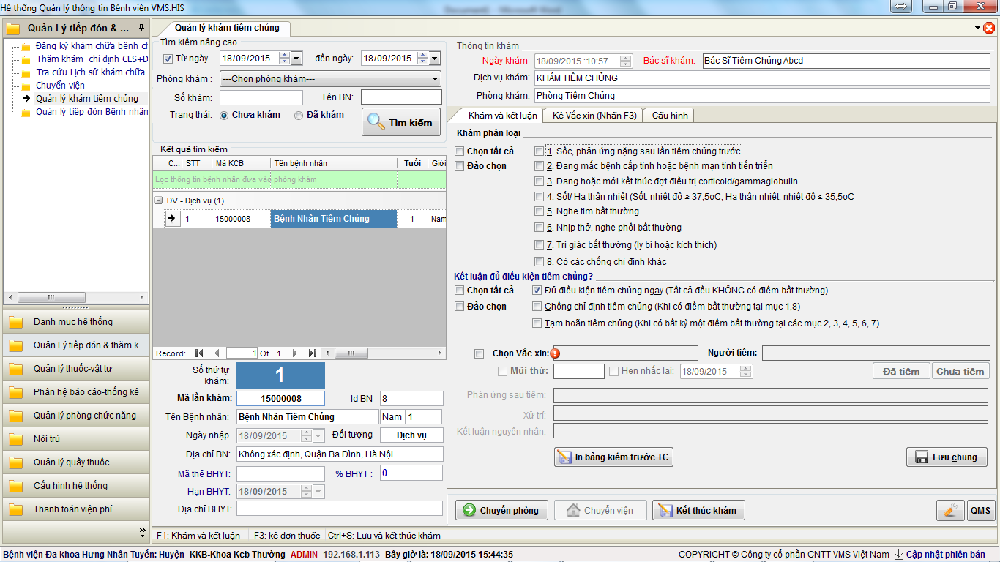 Hệ thống Quản lý thông tin Bệnh viện VMS.HIS
Quản Lý tiếp đón & ...
Đăng ký khám chữa bệnh ch
Thăm khám chỉ định CLS+Đ
Tra cứu Lịch sử khám chữa
Chuyển viện
Quản lý khám tiêm chủng
Quản lý tiếp đón Bệnh nhân
Danh mục hệ thống
Quản Lý tiếp đón & thăm k...
Quản lý thuốc-vật tư
Phân hệ báo cáo-thống kê
Quản lý phòng chức năng
Nội trú
Quản lý quầy thuốc
Cấu hình hệ thống
Thanh toán viện phí
Quản lý khám tiêm chủng
Tìm kiếm nâng cao
Từ ngày 18/09/2015 đến ngày: 18/09/2015
Phòng khám : ---Chọn phòng khám---
Số khám: Tên BN:
Trạng thái: Chưa khám Đã khám Tìm kiếm
Kết quả tìm kiếm
C... STT Mã KCB Tên bệnh nhân Tuổi Giới
Lọc thông tin bệnh nhân đưa vào phòng khám
DV - Dịch vụ (1)
1 15000008 Bệnh Nhân Tiêm Chủng 1 Nam
Record: 1 Of 1
Số thứ tự khám: 1
Mã lần khám: 15000008 Id BN 8
Tên Bệnh nhân: Bệnh Nhân Tiêm Chủng Nam 1
Ngày nhập 18/09/2015 Đối tượng Dịch vụ
Địa chỉ BN: Không xác định, Quận Ba Đình, Hà Nội
Mã thẻ BHYT: % BHYT : 0
Hạn BHYT: 18/09/2015
Địa chỉ BHYT:
F1: Khám và kết luận F3: kê đơn thuốc Ctrl+S: Lưu và kết thúc khám
Thông tin khám
Ngày khám 18/09/2015 :10:57 Bác sĩ khám: Bác Sĩ Tiêm Chủng Abcd
Dịch vụ khám: KHÁM TIÊM CHỦNG
Phòng khám: Phòng Tiêm Chủng
Khám và kết luận Kê Vắc xin (Nhấn F3) Cấu hình
Khám phân loại
Chọn tất cả 1. Sốc, phản ứng nặng sau lần tiêm chủng trước
Đảo chọn 2. Đang mắc bệnh cấp tính hoặc bệnh mạn tính tiến triển
3. Đang hoặc mới kết thúc đợt điều trị corticoid/gammaglobulin
4. Sốt/ Hạ thân nhiệt (Sốt: nhiệt độ ≥ 37,5oC; Hạ thân nhiệt: nhiệt độ ≤ 35,5oC
5. Nghe tim bất thường
6. Nhịp thở, nghe phổi bất thường
7. Tri giác bất thường (ly bì hoặc kích thích)
8. Có các chống chỉ định khác
Kết luận đủ điều kiện tiêm chủng?
Chọn tất cả Đủ điều kiện tiêm chủng ngạy (Tất cả đều KHÔNG có điểm bất thường)
Đảo chọn Chống chỉ định tiêm chủng (Khi có điềm bất thường tại mục 1,8)
Tạm hoãn tiêm chủng (Khi có bất kỳ một điểm bất thường tại các mục 2, 3, 4, 5, 6, 7)
Chọn Vắc xin: Người tiêm:
Mũi thứ: Hẹn nhắc lại: 18/09/2015 Đã tiêm Chưa tiêm
Phản ứng sau tiêm:
Xử trí:
Kết luận nguyên nhân:
In bảng kiểm trước TC Lưu chung
Chuyển phòng Chuyển viện Kết thúc khám QMS
Bệnh viện Đa khoa Hưng Nhân Tuyến: Huyện KKB-Khoa Kcb Thường ADMIN 192.168.1.113 Bây giờ là: 18/09/2015 15:44:35 COPYRIGHT © Công ty cổ phần CNTT VMS Việt Nam Cập nhật phiên bản